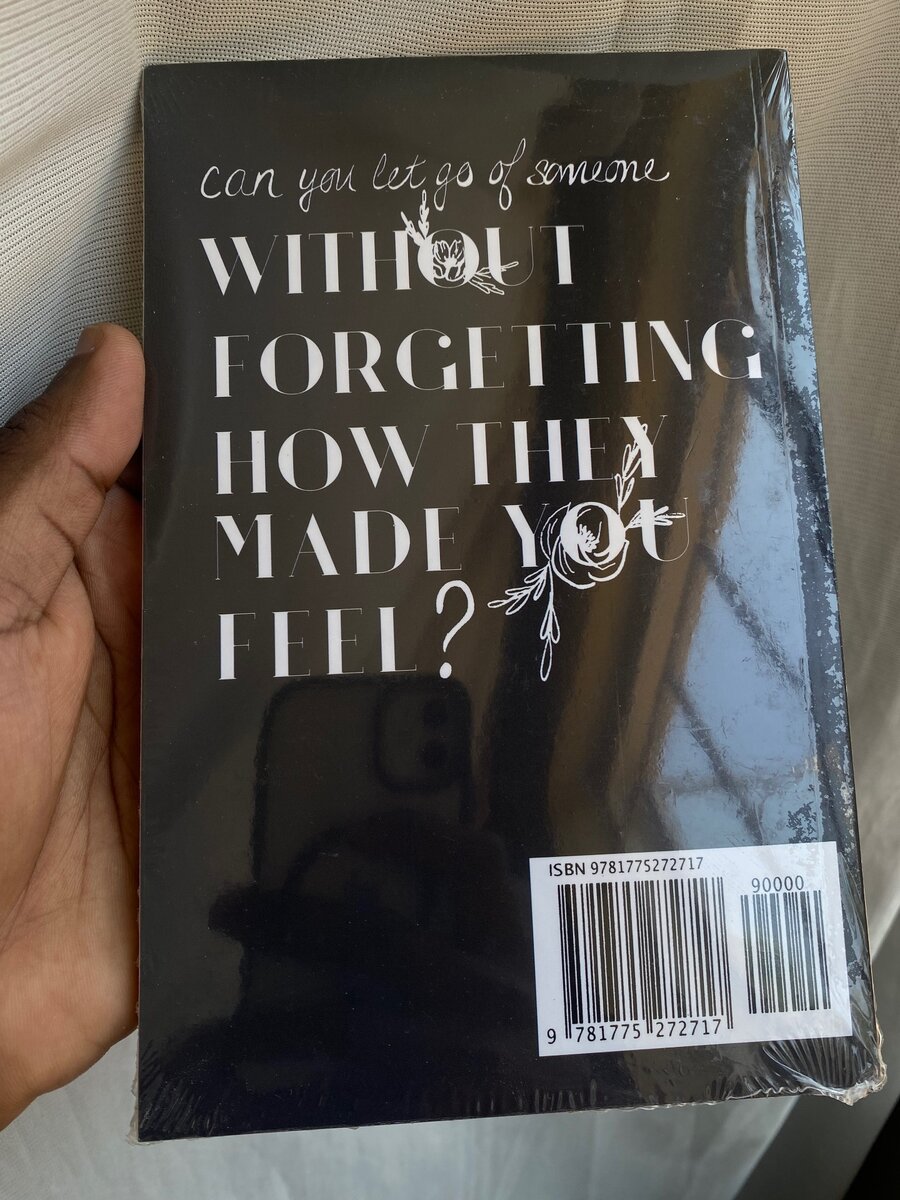 can you let go of someone
WITHOUT
FORGETTING
HOW THEY
MADE YOU
FEEL?
ISBN 9781775272717
90000
9 781775 272717